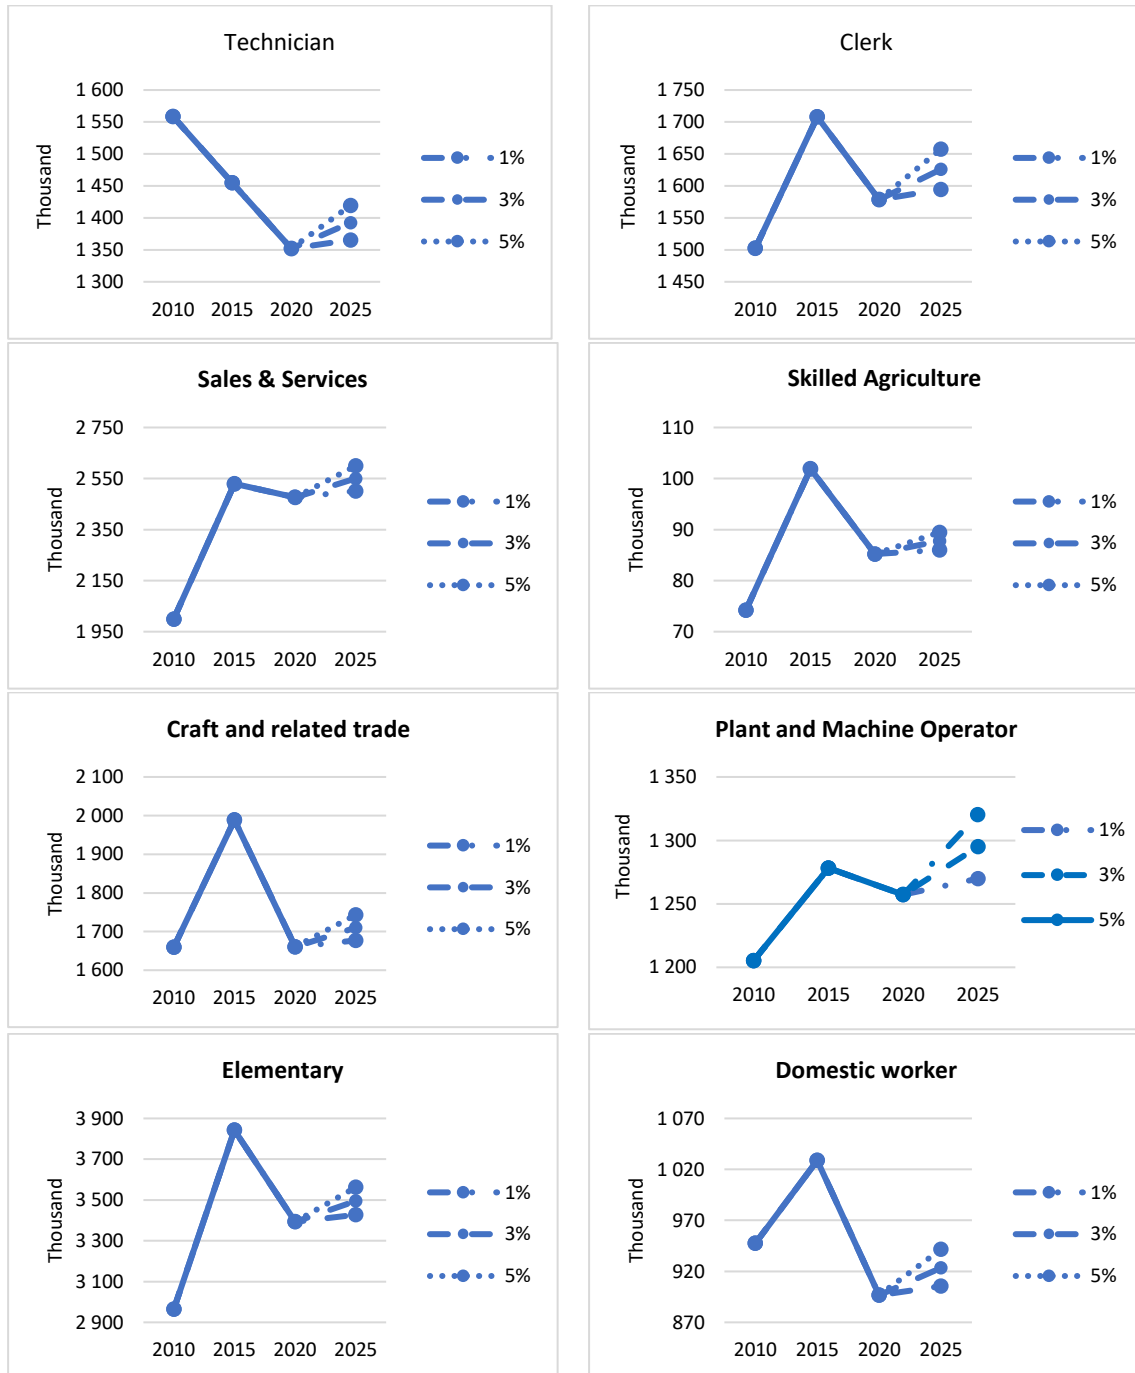 Technician
Thousand
1 600
1 550
1 500
1 450
1 400
1 350
1 300
2010 2015 2020 2025
1%
3%
5%
Clerk
Thousand
1 750
1 700
1 650
1 600
1 550
1 500
1 450
2010 2015 2020 2025
1%
3%
5%
Sales & Services
Thousand
2 750
2 550
2 350
2 150
1 950
2010 2015 2020 2025
1%
3%
5%
Skilled Agriculture
Thousand
110
100
90
80
70
2010 2015 2020 2025
1%
3%
5%
Craft and related trade
Thousand
2 100
2 000
1 900
1 800
1 700
1 600
2010 2015 2020 2025
1%
3%
5%
Plant and Machine Operator
Thousand
1 350
1 300
1 250
1 200
2010 2015 2020 2025
1%
3%
5%
Elementary
Thousand
3 900
3 700
3 500
3 300
3 100
2 900
2010 2015 2020 2025
1%
3%
5%
Domestic worker
Thousand
1 070
1 020
970
920
870
2010 2015 2020 2025
1%
3%
5%